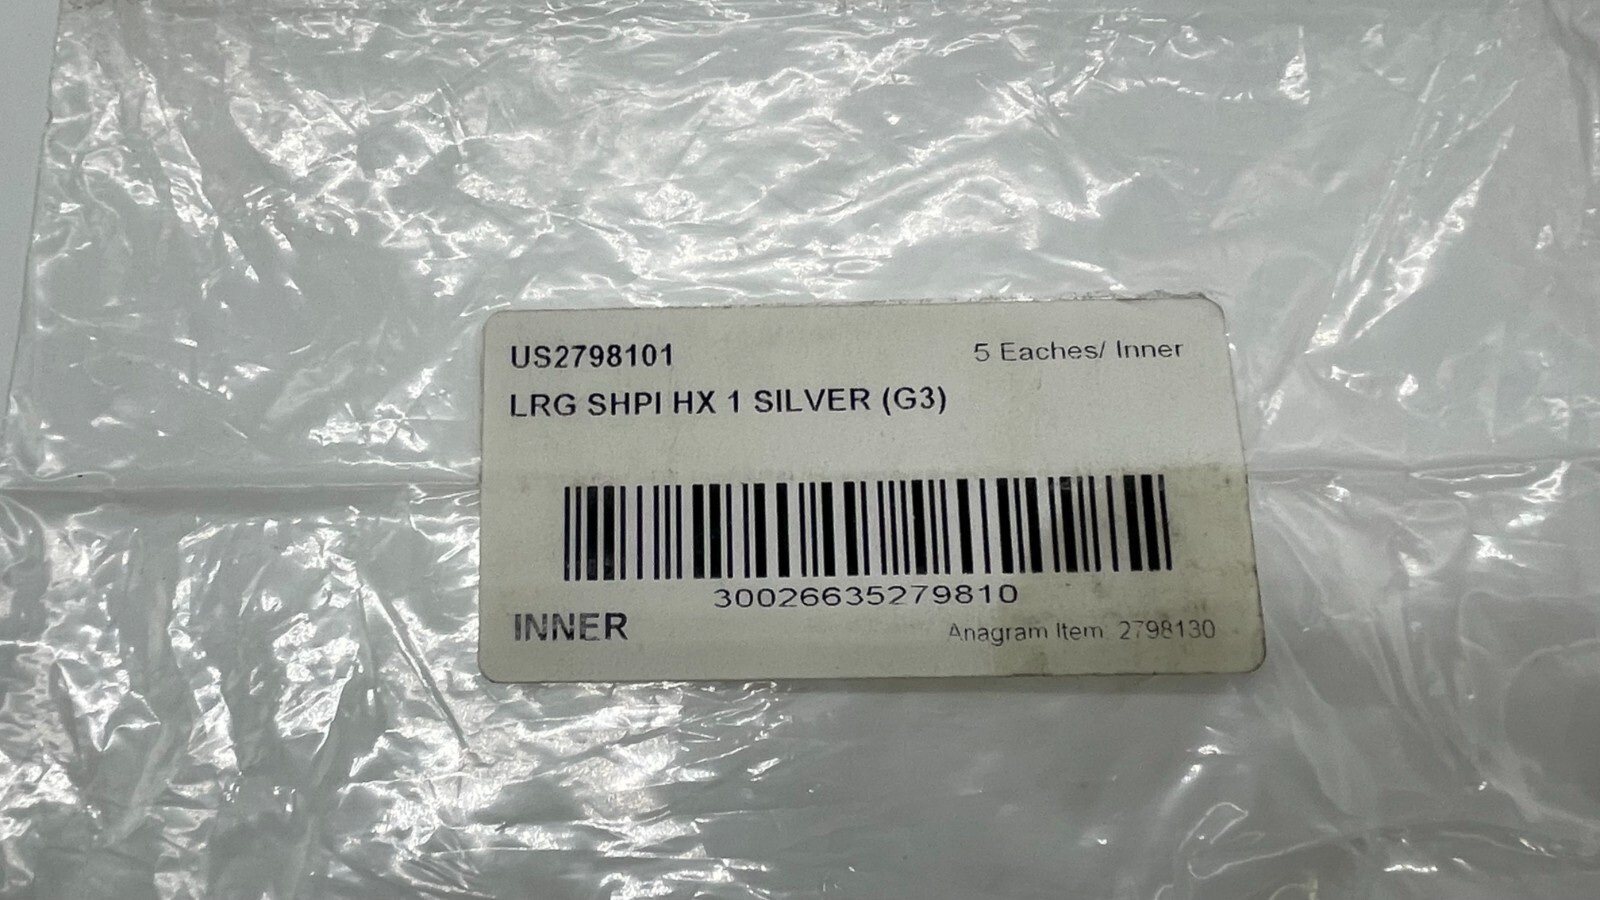 US2798101
5 Eaches/ Inner
LRG SHPI HX 1 SILVER (G3)
30026635279810
INNER
Anagram Item: 2798130